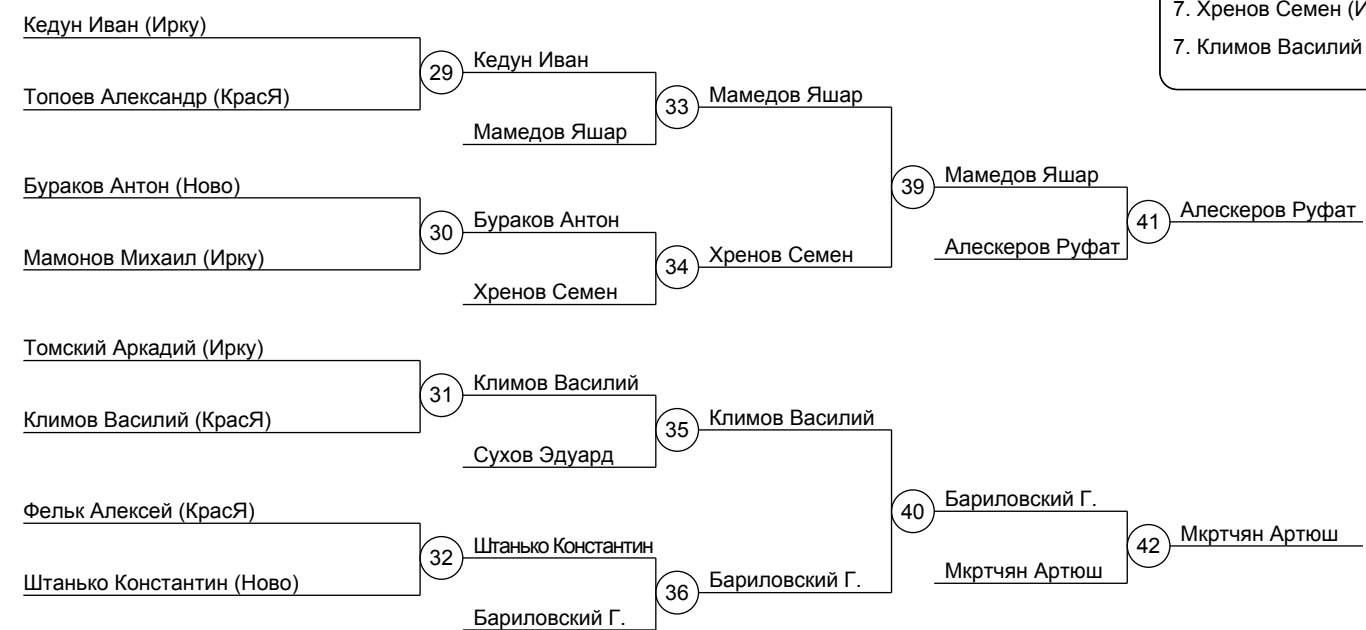 7. Хренов Семен (И
7. Климов Василий
Кедун Иван (Ирку)
29
Кедун Иван
Топоев Александр (КрасЯ)
33
Мамедов Яшар
Мамедов Яшар
39
Мамедов Яшар
Бураков Антон (Ново)
30
Бураков Антон
41
Алескеров Руфат
Мамонов Михаил (Ирку)
34
Хренов Семен
Алескеров Руфат
Хренов Семен
Томский Аркадий (Ирку)
31
Климов Василий
Климов Василий (КрасЯ)
35
Климов Василий
Сухов Эдуард
40
Бариловский Г.
Фельк Алексей (КрасЯ)
32
Штанько Константин
42
Мкртчян Артюш
Штанько Константин (Ново)
36
Бариловский Г.
Мкртчян Артюш
Бариловский Г.